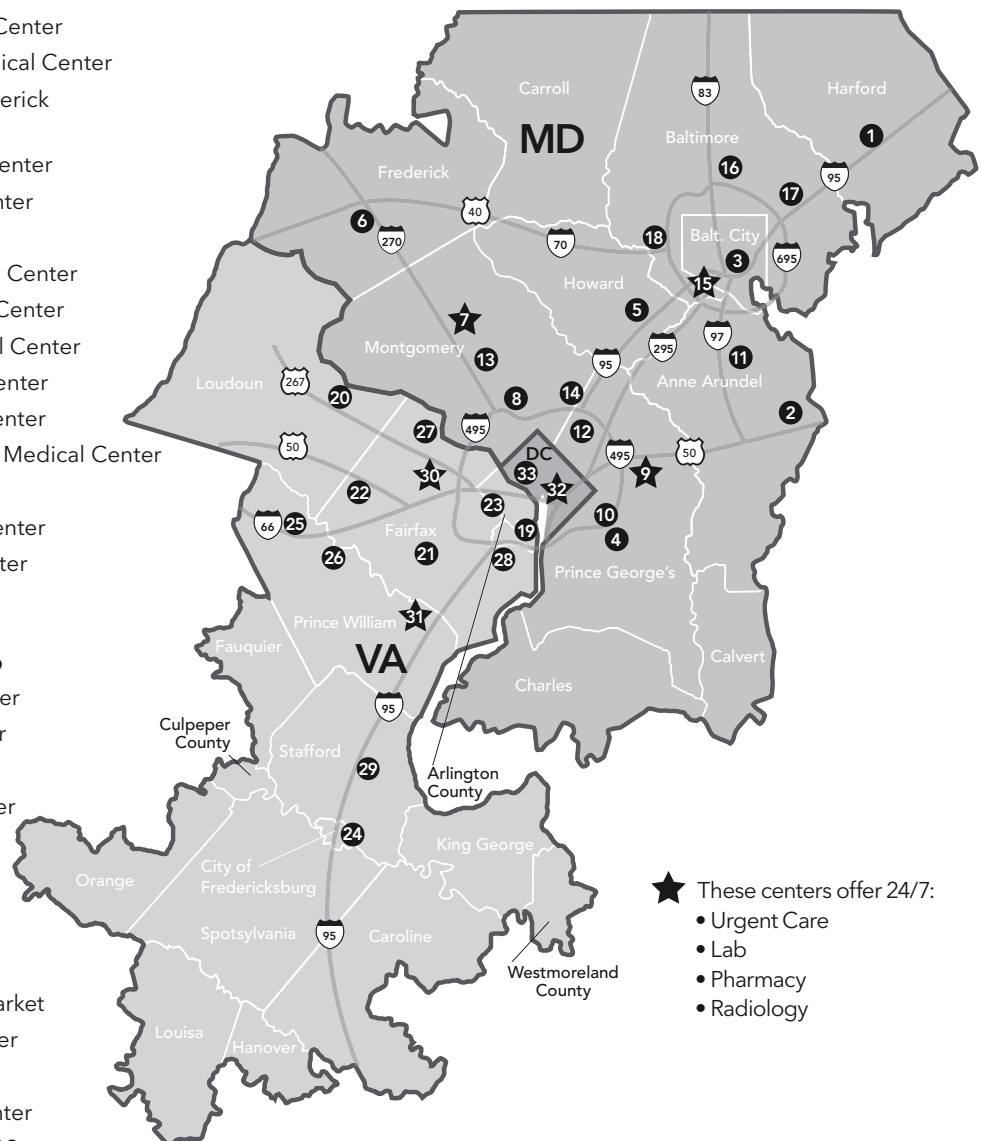 Center
ical Center
erick
enter
nter
Center
Center
l Center
enter
enter
Medical Center
enter
ter
er
r
er
arket
er
nter
Carroll
83
Harford
MD
Baltimore
1
16
Frederick
95
17
40
6
270
70
18
Balt. City
3
695
Howard
15
5
7
97
Montgomery
13
95
295
11
Loudoun
267
20
8
14
Anne Arundel
2
27
495
12
50
DC
495
50
30
33
9
32
22
23
66
25
Fairfax
19
10
26
21
28
4
Prince George's
Prince William
31
Fauquier
VA
Calvert
Charles
95
Culpeper
County
Stafford
29
Arlington
County
24
King George
City of
Fredericksburg
Orange
Spotsylvania
95
Caroline
Westmoreland
County
Louisa
Hanover
These centers offer 24/7:
• Urgent Care
• Lab
• Pharmacy
• Radiology